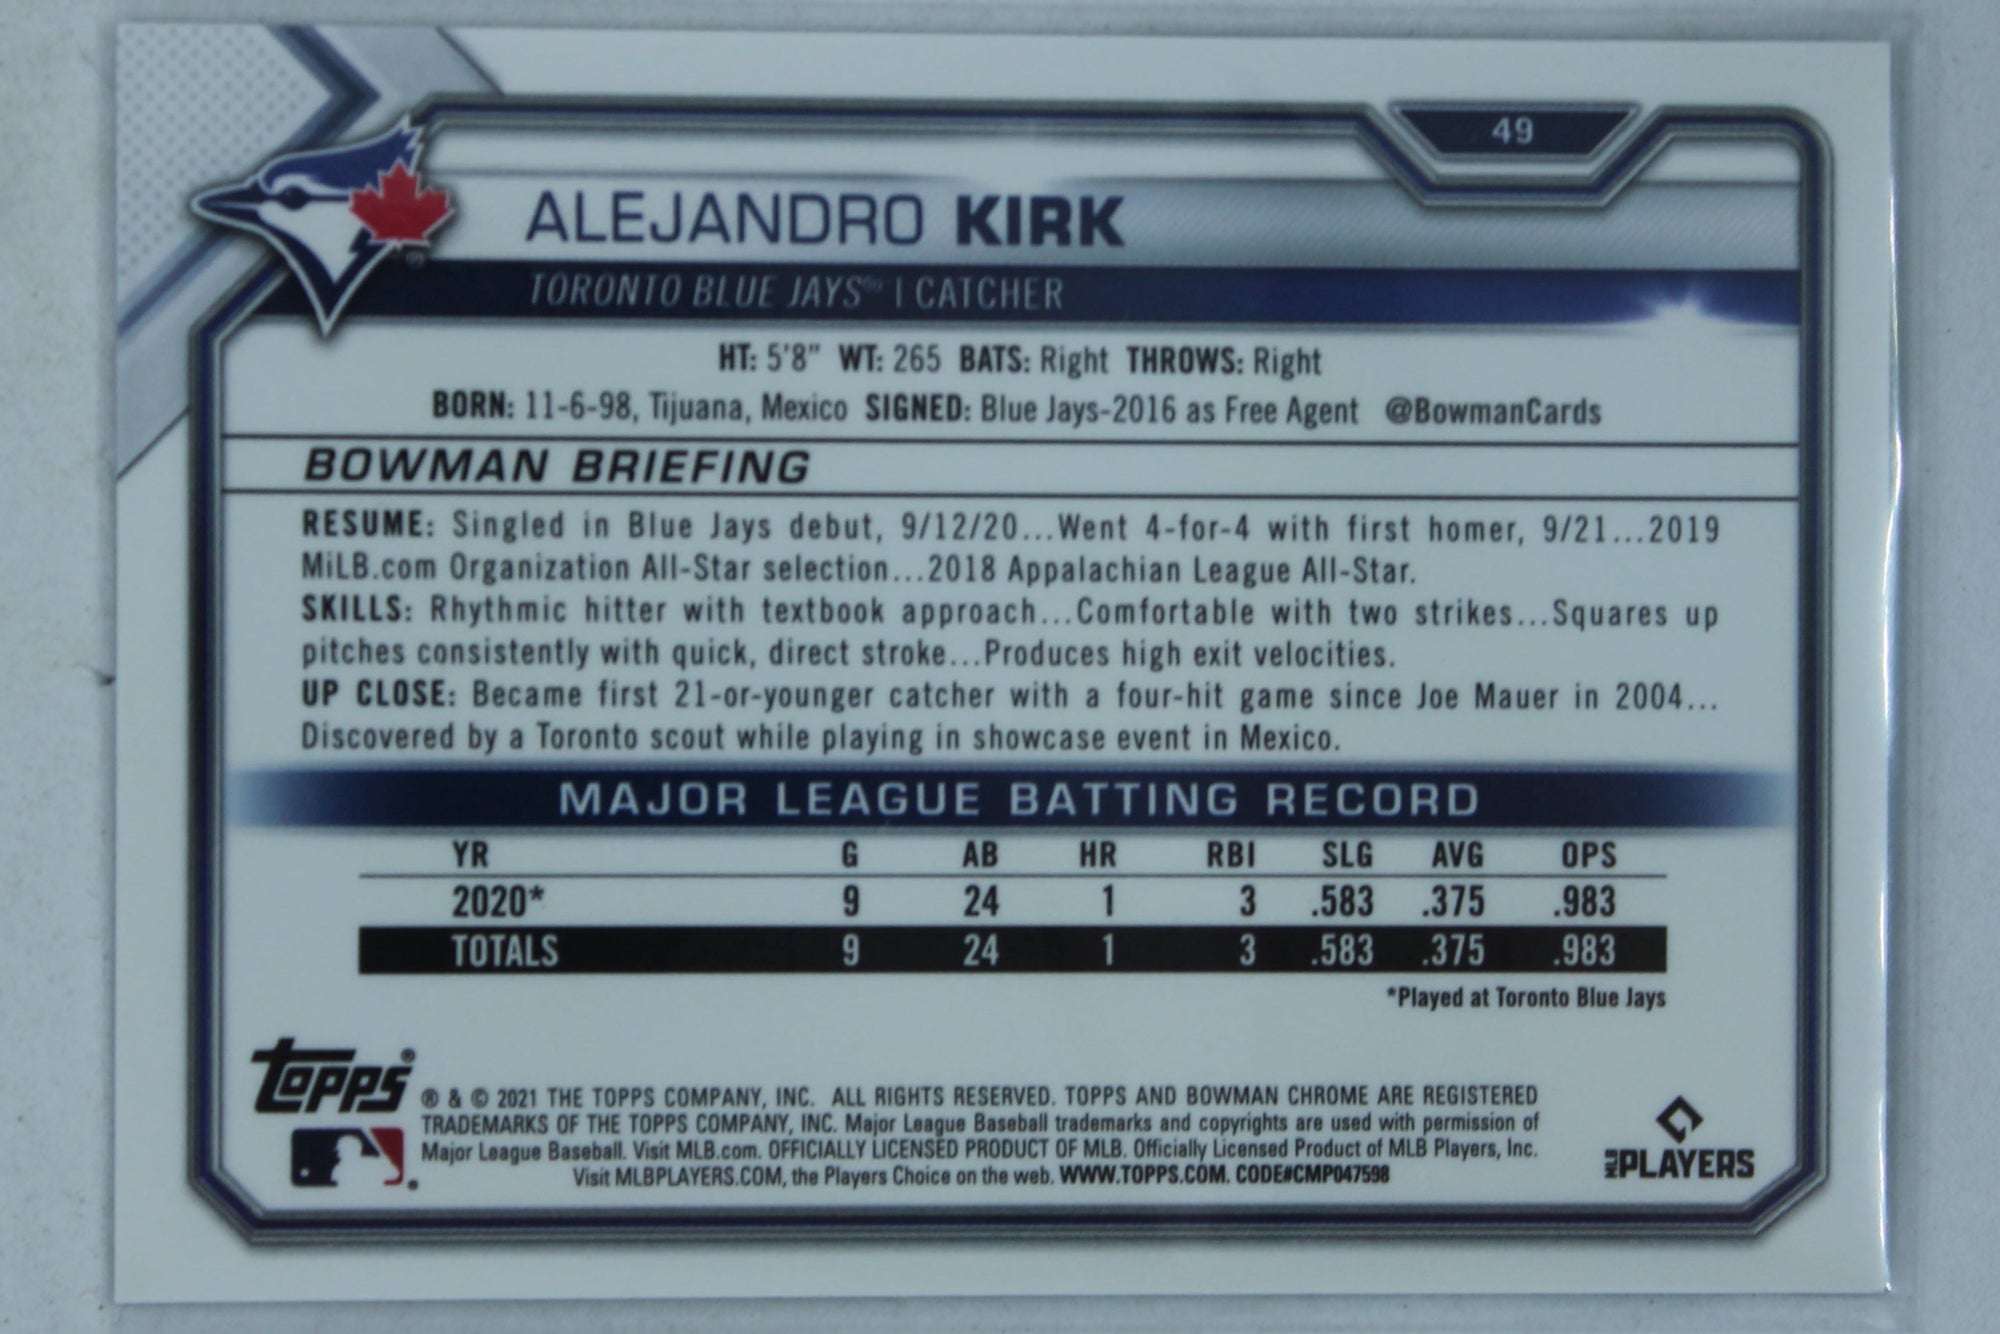 49
ALEJANDRO KIRK
TORONTO BLUE JAYS | CATCHER
HT: 5'8" WT: 265 BATS: Right THROWS: Right
BORN: 11-6-98, Tijuana, Mexico SIGNED: Blue Jays-2016 as Free Agent @BowmanCards
BOWMAN BRIEFING
RESUME: Singled in Blue Jays debut, 9/12/20...Went 4-for-4 with first homer, 9/21...2019
MiLB.com Organization All-Star selection...2018 Appalachian League All-Star.
SKILLS: Rhythmic hitter with textbook approach...Comfortable with two strikes...Squares up
pitches consistently with quick, direct stroke...Produces high exit velocities.
UP CLOSE: Became first 21-or-younger catcher with a four-hit game since Joe Mauer in 2004...
Discovered by a Toronto scout while playing in showcase event in Mexico.
MAJOR LEAGUE BATTING RECORD
YR G AB HR RBI SLG AVG OPS
2020* 9 24 1 3 .583 .375 .983
TOTALS 9 24 1 3 .583 .375 .983
*Played at Toronto Blue Jays
Topps®
® & © 2021 THE TOPPS COMPANY, INC. ALL RIGHTS RESERVED. TOPPS AND BOWMAN CHROME ARE REGISTERED
TRADEMARKS OF THE TOPPS COMPANY, INC. Major League Baseball trademarks and copyrights are used with permission of
Major League Baseball. Visit MLB.com. OFFICIALLY LICENSED PRODUCT OF MLB. Officially Licensed Product of MLB Players, Inc.
Visit MLBPLAYERS.COM, the Players Choice on the web. WWW.TOPPS.COM. CODE#CMP047598
MLB PLAYERS